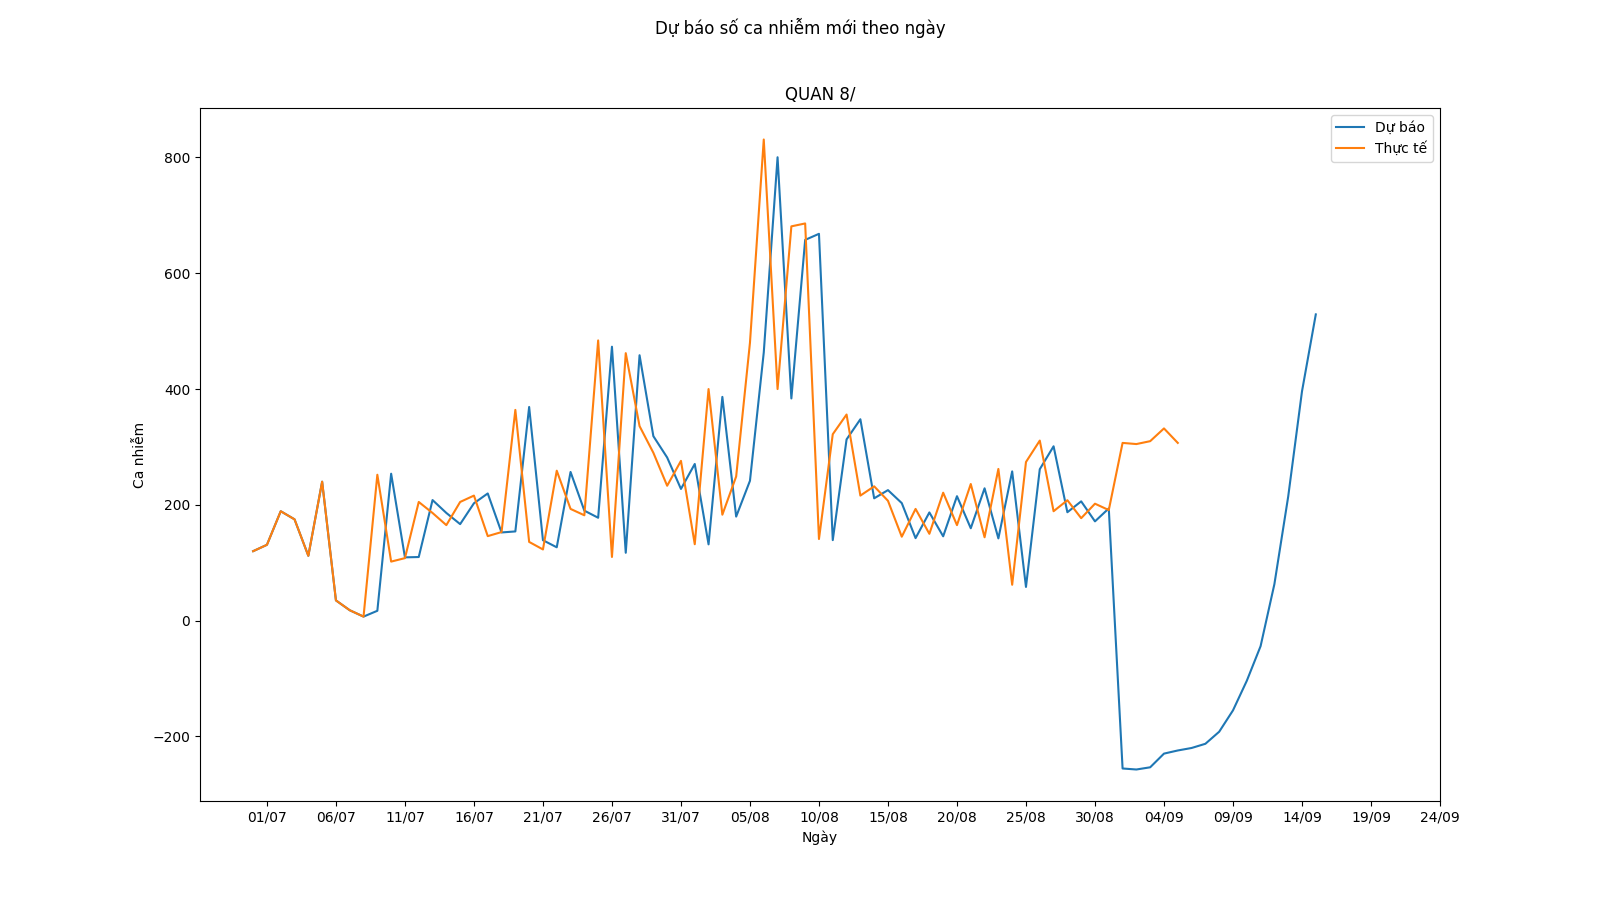 Dự báo số ca nhiễm mới theo ngày
QUAN 8/
Dự báo
Thực tế
800
600
400
200
0
−200
Ca nhiễm
01/07 06/07 11/07 16/07 21/07 26/07 31/07 05/08 10/08 15/08 20/08 25/08 30/08 04/09 09/09 14/09 19/09 24/09
Ngày